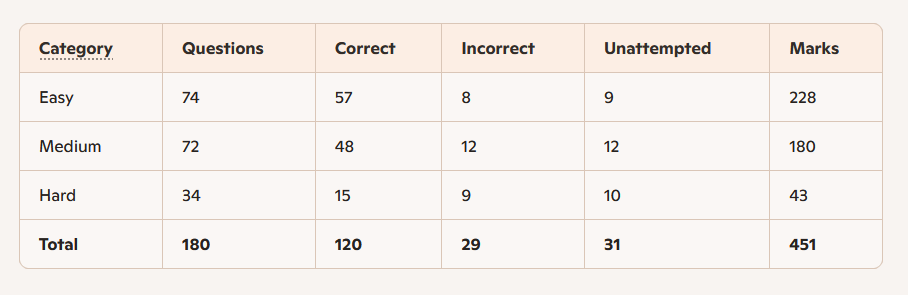 Category Questions Correct Incorrect Unattempted Marks
Easy 74 57 8 9 228
Medium 72 48 12 12 180
Hard 34 15 9 10 43
Total 180 120 29 31 451